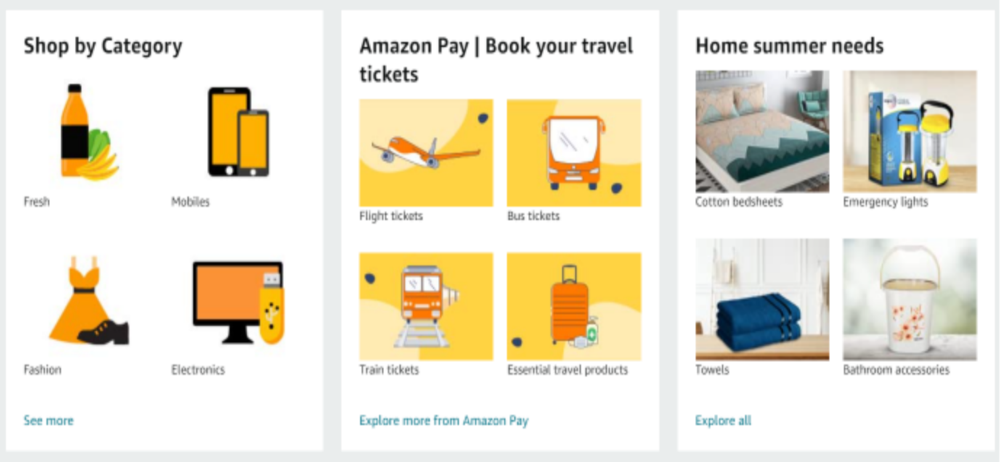 Shop by Category
Fresh
Mobiles
Fashion
Electronics
See more
Amazon Pay | Book your travel
tickets
Flight tickets
Bus tickets
Train tickets
Essential travel products
Explore more from Amazon Pay
Home summer needs
Cotton bedsheets
Emergency lights
Towels
Bathroom accessories
Explore all